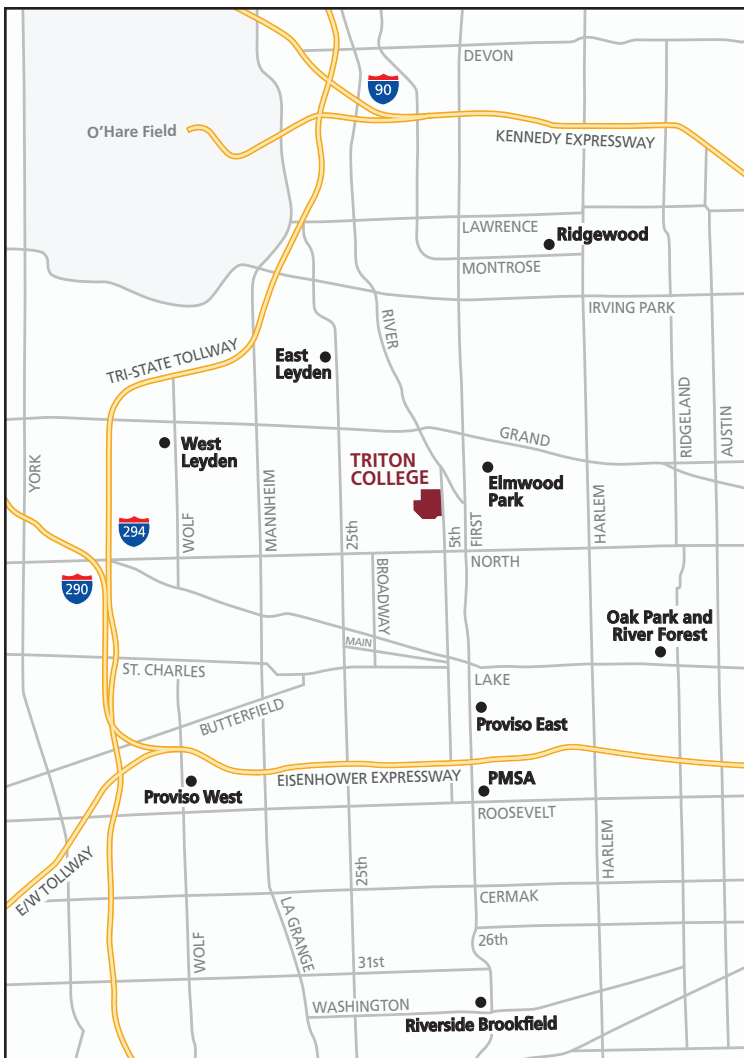 DEVON
90
O'Hare Field
KENNEDY EXPRESSWAY
LAWRENCE
Ridgewood
MONTROSE
IRVING PARK
RIVER
TRI-STATE TOLLWAY
East
Leyden
RIDGELAND
AUSTIN
GRAND
West
Leyden
TRITON
COLLEGE
Elmwood
Park
YORK
WOLF
MANNHEIM
25th
5th
FIRST
HARLEM
294
NORTH
290
BROADWAY
Oak Park and
River Forest
MAIN
ST. CHARLES
LAKE
BUTTERFIELD
Proviso East
EISENHOWER EXPRESSWAY
PMSA
Proviso West
ROOSEVELT
HARLEM
E/W TOLLWAY
25th
CERMAK
LA GRANGE
WOLF
26th
31st
WASHINGTON
Riverside Brookfield